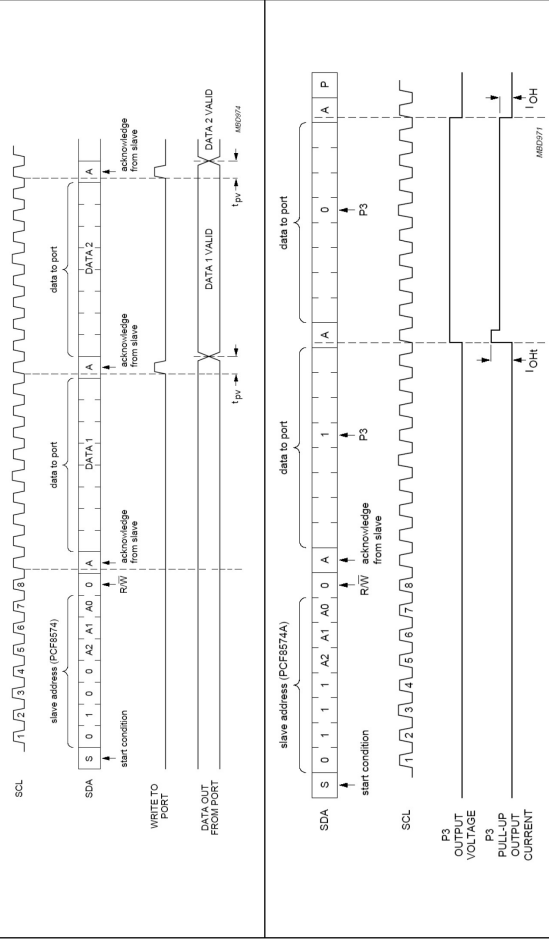 SCL
1 2 3 4 5 6 7 8
slave address (PCF8574)
data to port
data to port
SDA
S 0 1 0 0 A2 A1 A0 0 A DATA 1 A DATA 2 A
start condition
R/W
acknowledge
from slave
acknowledge
from slave
acknowledge
from slave
WRITE TO
PORT
DATA OUT
FROM PORT
DATA 1 VALID
DATA 2 VALID
tpv
tpv
MBD974
slave address (PCF8574A)
data to port
data to port
SDA
S 0 1 1 1 A2 A1 A0 0 A 1 A 0 A P
start condition
R/W
acknowledge
from slave
P3
P3
SCL
1 2 3 4 5 6 7 8
P3
OUTPUT
VOLTAGE
P3
PULL-UP
OUTPUT
CURRENT
IOHt
IOH
MBD971